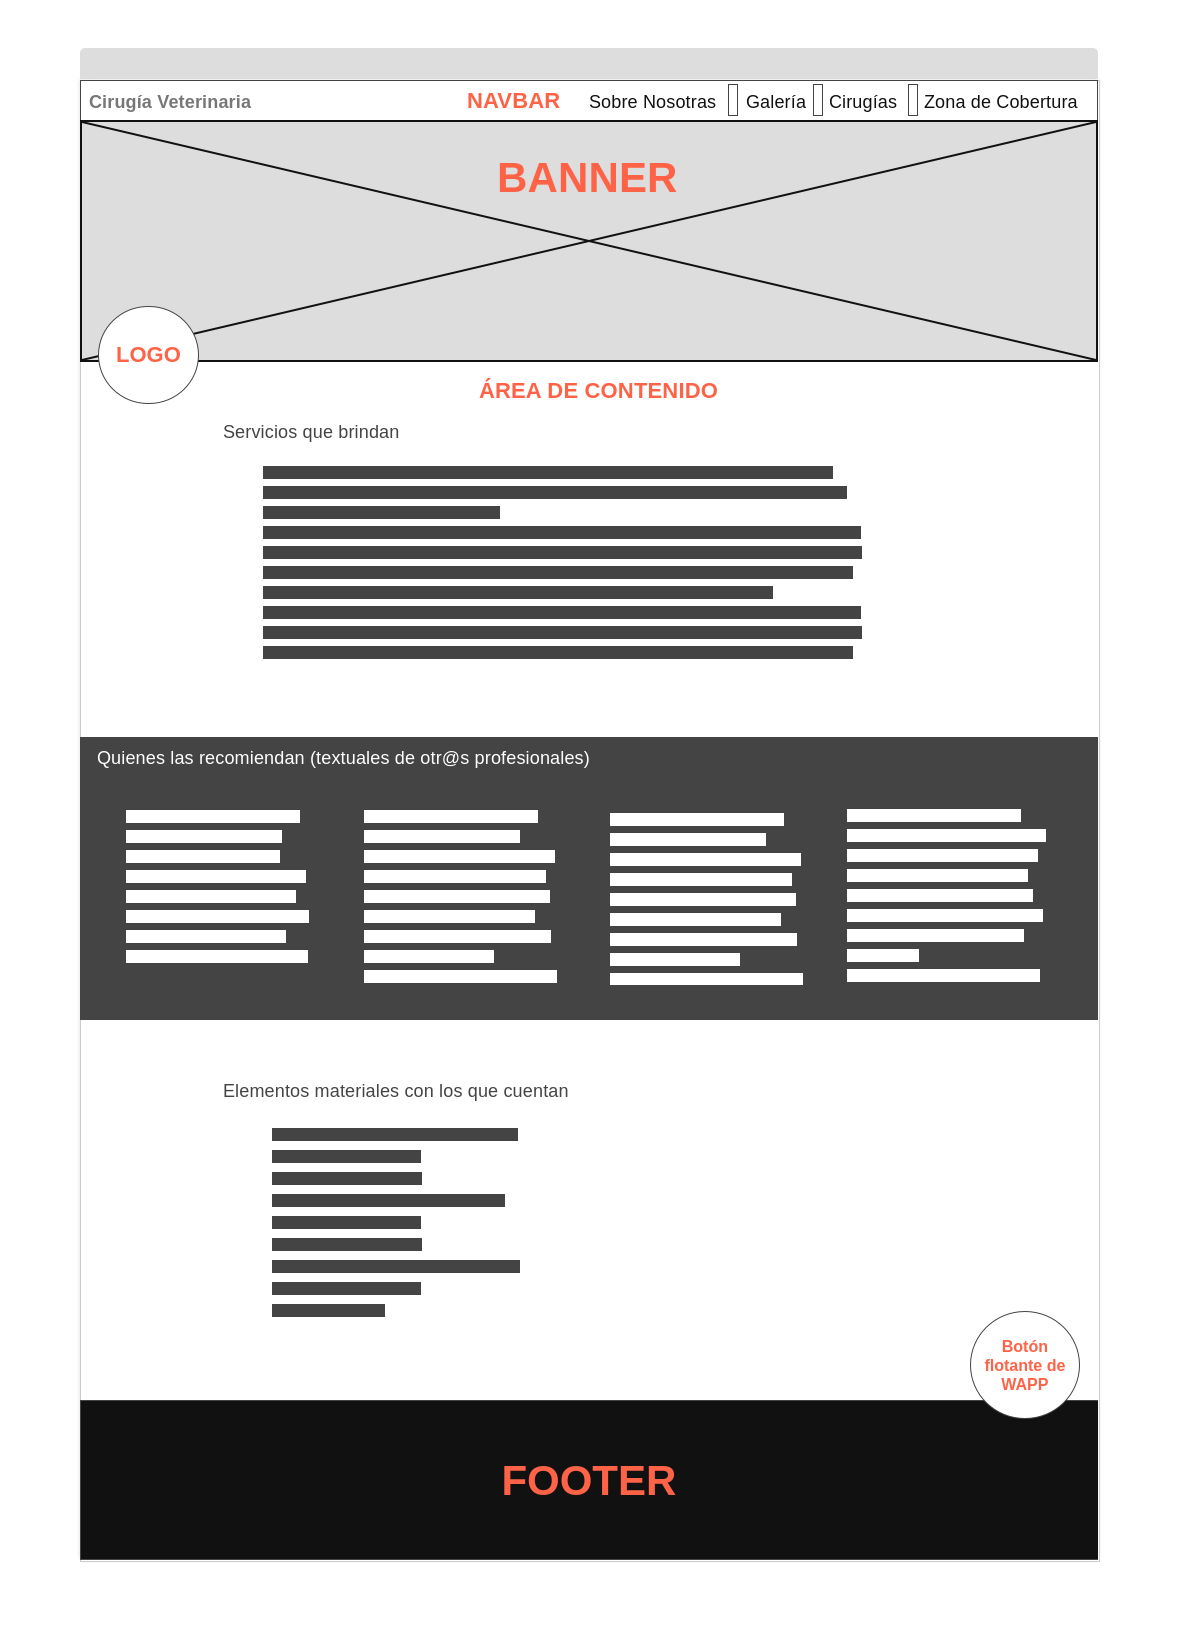 Cirugía Veterinaria NAVBAR Sobre Nosotras Galería Cirugías Zona de Cobertura
BANNER
LOGO
ÁREA DE CONTENIDO
Servicios que brindan
Quienes las recomiendan (textuales de otr@s profesionales)
Elementos materiales con los que cuentan
Botón
flotante de
WAPP
FOOTER